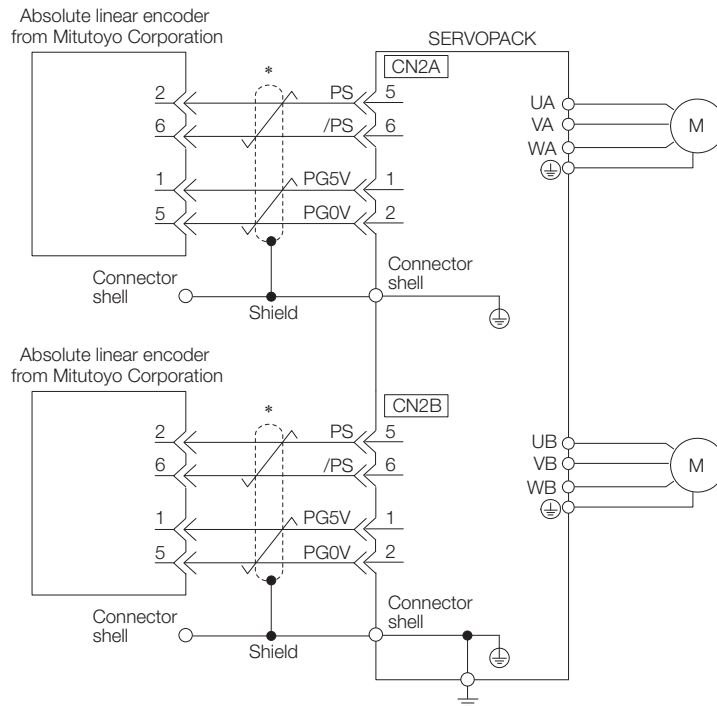 Absolute linear encoder
from Mitutoyo Corporation
SERVOPACK
*
CN2A
2 PS 5
6 /PS 6
1 PG5V 1
5 PG0V 2
UA
VA
WA
M
Connector
shell
Connector
shell
Shield
Absolute linear encoder
from Mitutoyo Corporation
*
CN2B
2 PS 5
6 /PS 6
1 PG5V 1
5 PG0V 2
UB
VB
WB
M
Connector
shell
Connector
shell
Shield